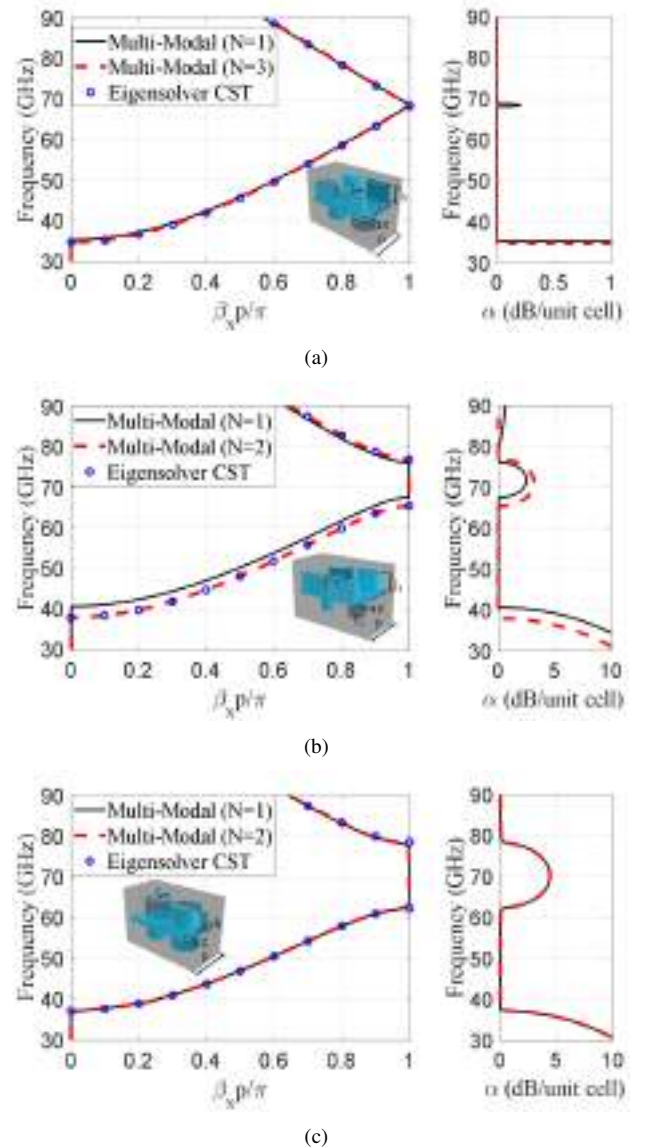 90
80
70
60
50
40
30
Frequency (GHz)
Multi-Modal (N=1)
Multi-Modal (N=3)
Eigensolver CST
0 0.2 0.4 0.6 0.8 1
βₓp/π
90
80
70
60
50
40
30
Frequency (GHz)
0 0.5 1
α (dB/unit cell)
(a)
90
80
70
60
50
40
30
Frequency (GHz)
Multi-Modal (N=1)
Multi-Modal (N=2)
Eigensolver CST
0 0.2 0.4 0.6 0.8 1
βₓp/π
90
80
70
60
50
40
30
Frequency (GHz)
0 5 10
α (dB/unit cell)
(b)
90
80
70
60
50
40
30
Frequency (GHz)
Multi-Modal (N=1)
Multi-Modal (N=2)
Eigensolver CST
0 0.2 0.4 0.6 0.8 1
βₓp/π
90
80
70
60
50
40
30
Frequency (GHz)
0 5 10
α (dB/unit cell)
(c)